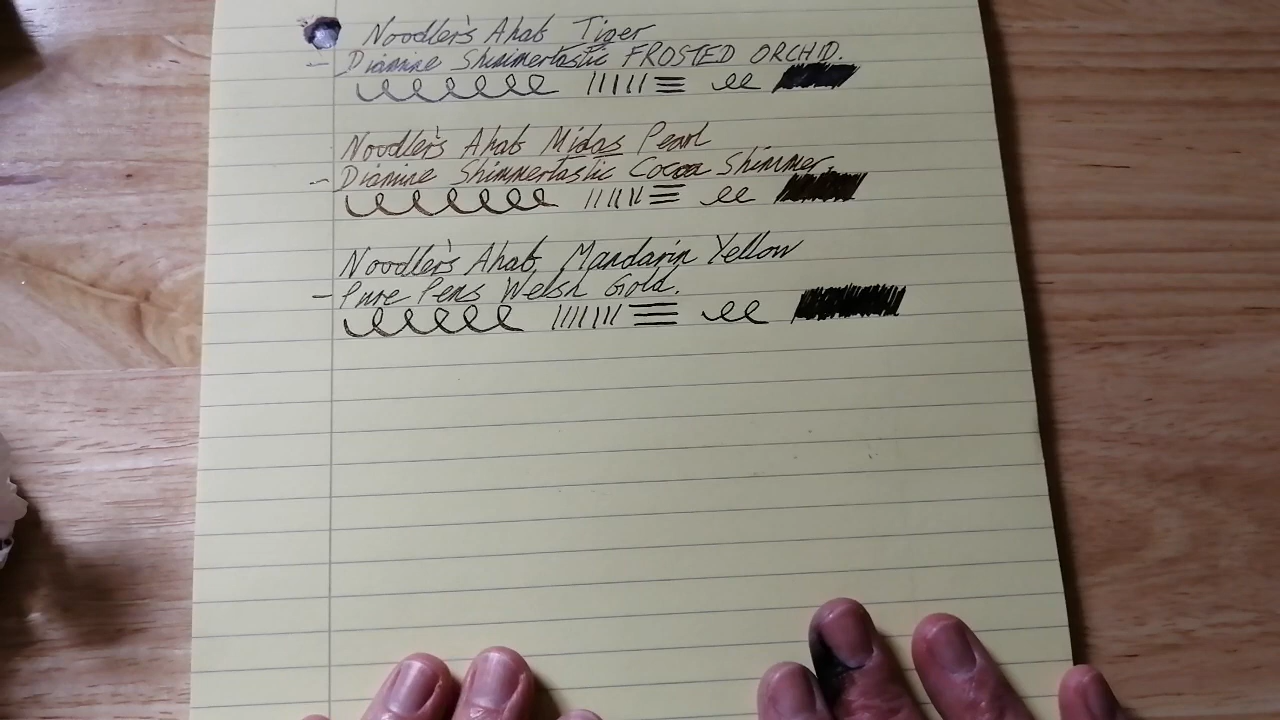 Noodler's Ahab Tiger
- Diamine Shimmertastic FROSTED ORCHID.
Noodler's Ahab Midas Pearl
- Diamine Shimmertastic Cocoa Shimmer.
Noodler's Ahab Mandarin Yellow
- Pure Pens Welsh Gold.